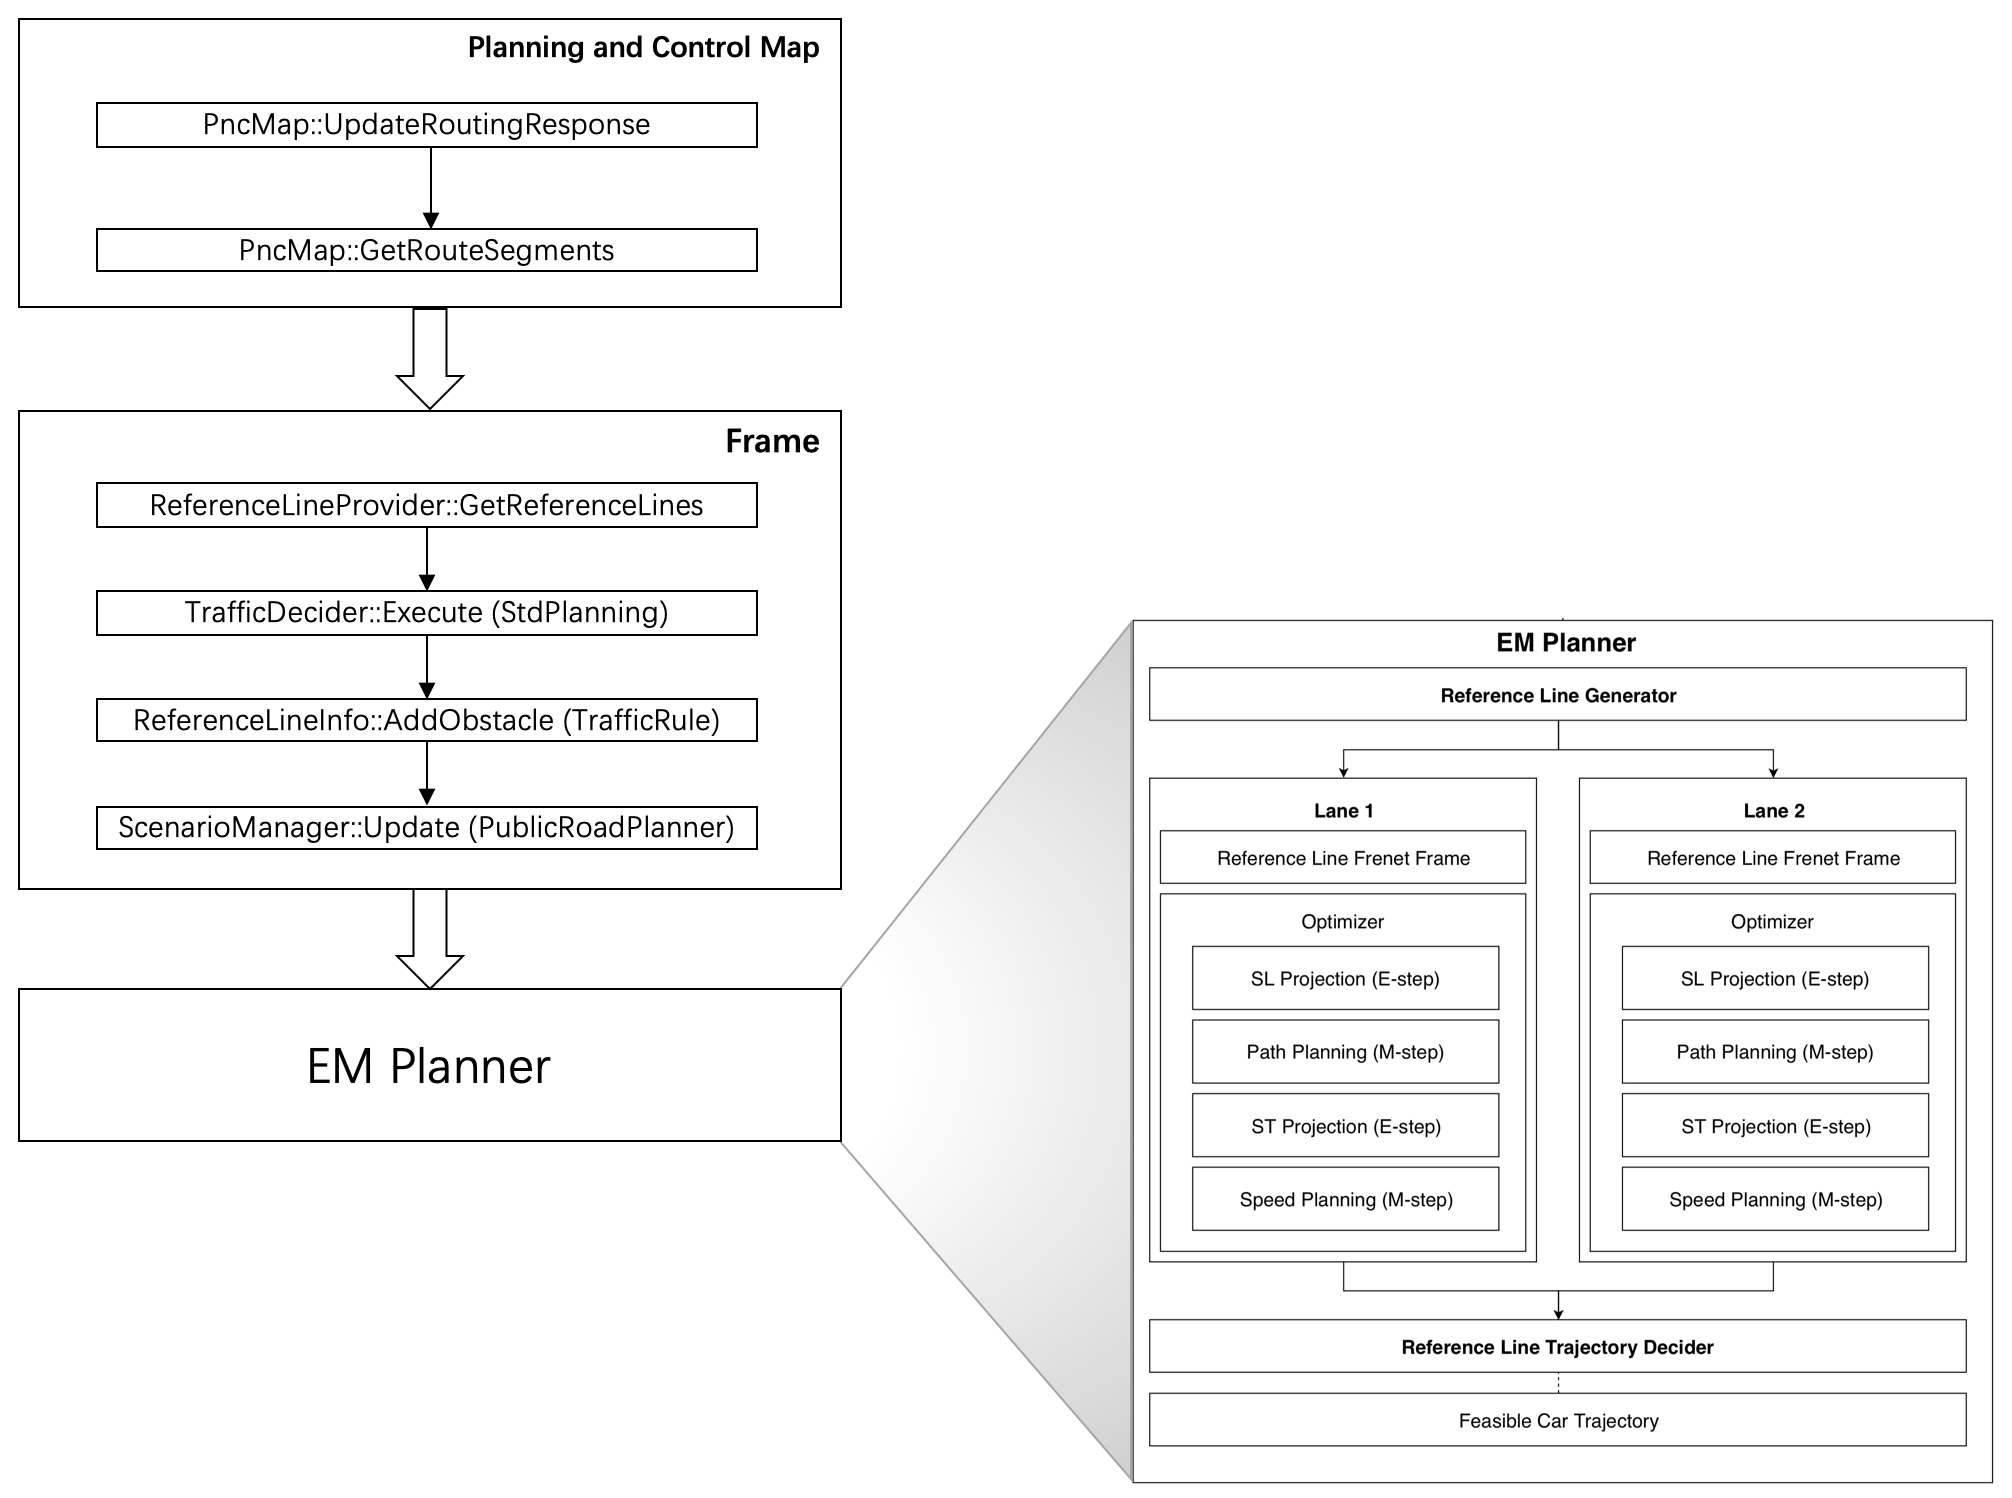 Planning and Control Map
PncMap::UpdateRoutingResponse
PncMap::GetRouteSegments
Frame
ReferenceLineProvider::GetReferenceLines
TrafficDecider::Execute (StdPlanning)
ReferenceLineInfo::AddObstacle (TrafficRule)
ScenarioManager::Update (PublicRoadPlanner)
EM Planner
EM Planner
Reference Line Generator
Lane 1
Reference Line Frenet Frame
Optimizer
SL Projection (E-step)
Path Planning (M-step)
ST Projection (E-step)
Speed Planning (M-step)
Lane 2
Reference Line Frenet Frame
Optimizer
SL Projection (E-step)
Path Planning (M-step)
ST Projection (E-step)
Speed Planning (M-step)
Reference Line Trajectory Decider
Feasible Car Trajectory